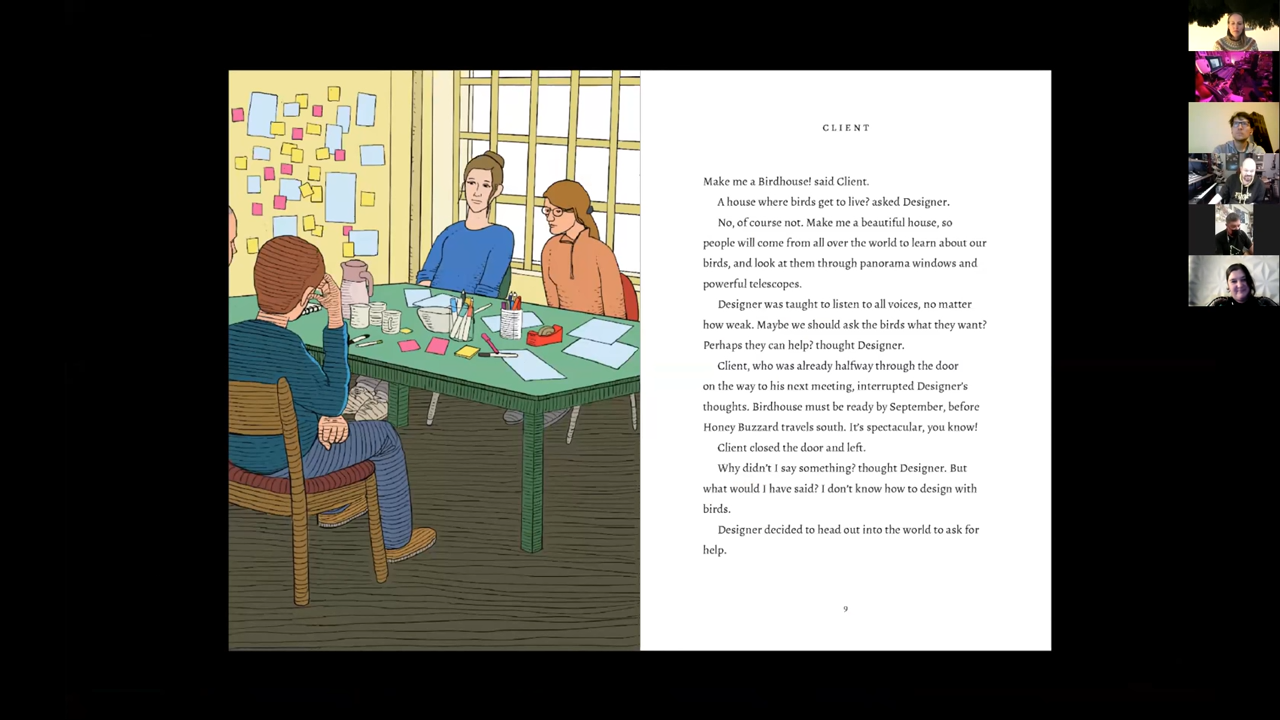 CLIENT
Make me a Birdhouse! said Client.
A house where birds get to live? asked Designer.
No, of course not. Make me a beautiful house, so
people will come from all over the world to learn about our
birds, and look at them through panorama windows and
powerful telescopes.
Designer was taught to listen to all voices, no matter
how weak. Maybe we should ask the birds what they want?
Perhaps they can help? thought Designer.
Client, who was already halfway through the door
on the way to his next meeting, interrupted Designer’s
thoughts. Birdhouse must be ready by September, before
Honey Buzzard travels south. It’s spectacular, you know!
Client closed the door and left.
Why didn’t I say something? thought Designer. But
what would I have said? I don’t know how to design with
birds.
Designer decided to head out into the world to ask for
help.
9